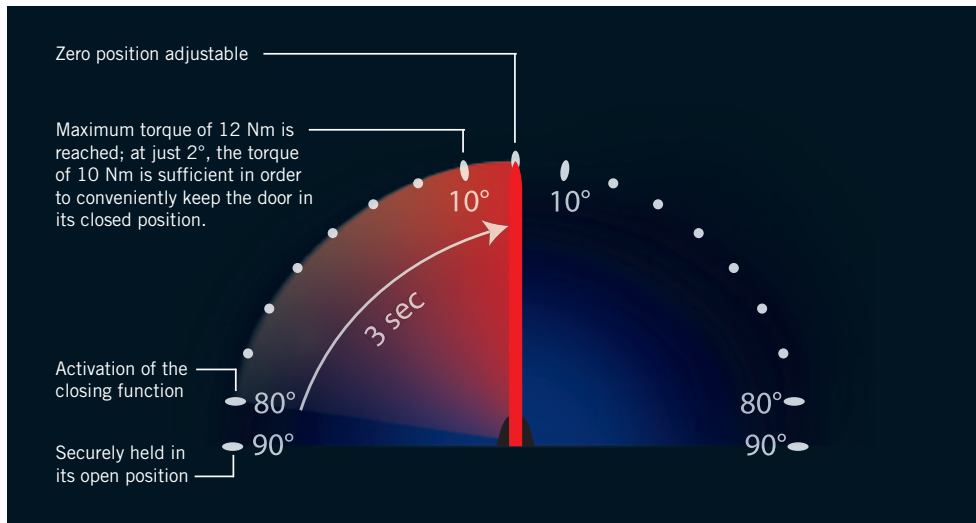 Zero position adjustable
Maximum torque of 12 Nm is
reached; at just 2°, the torque
of 10 Nm is sufficient in order
to conveniently keep the door in
its closed position.
10°
10°
3 sec
Activation of the
closing function
80°
80°
Securely held in
its open position
90°
90°